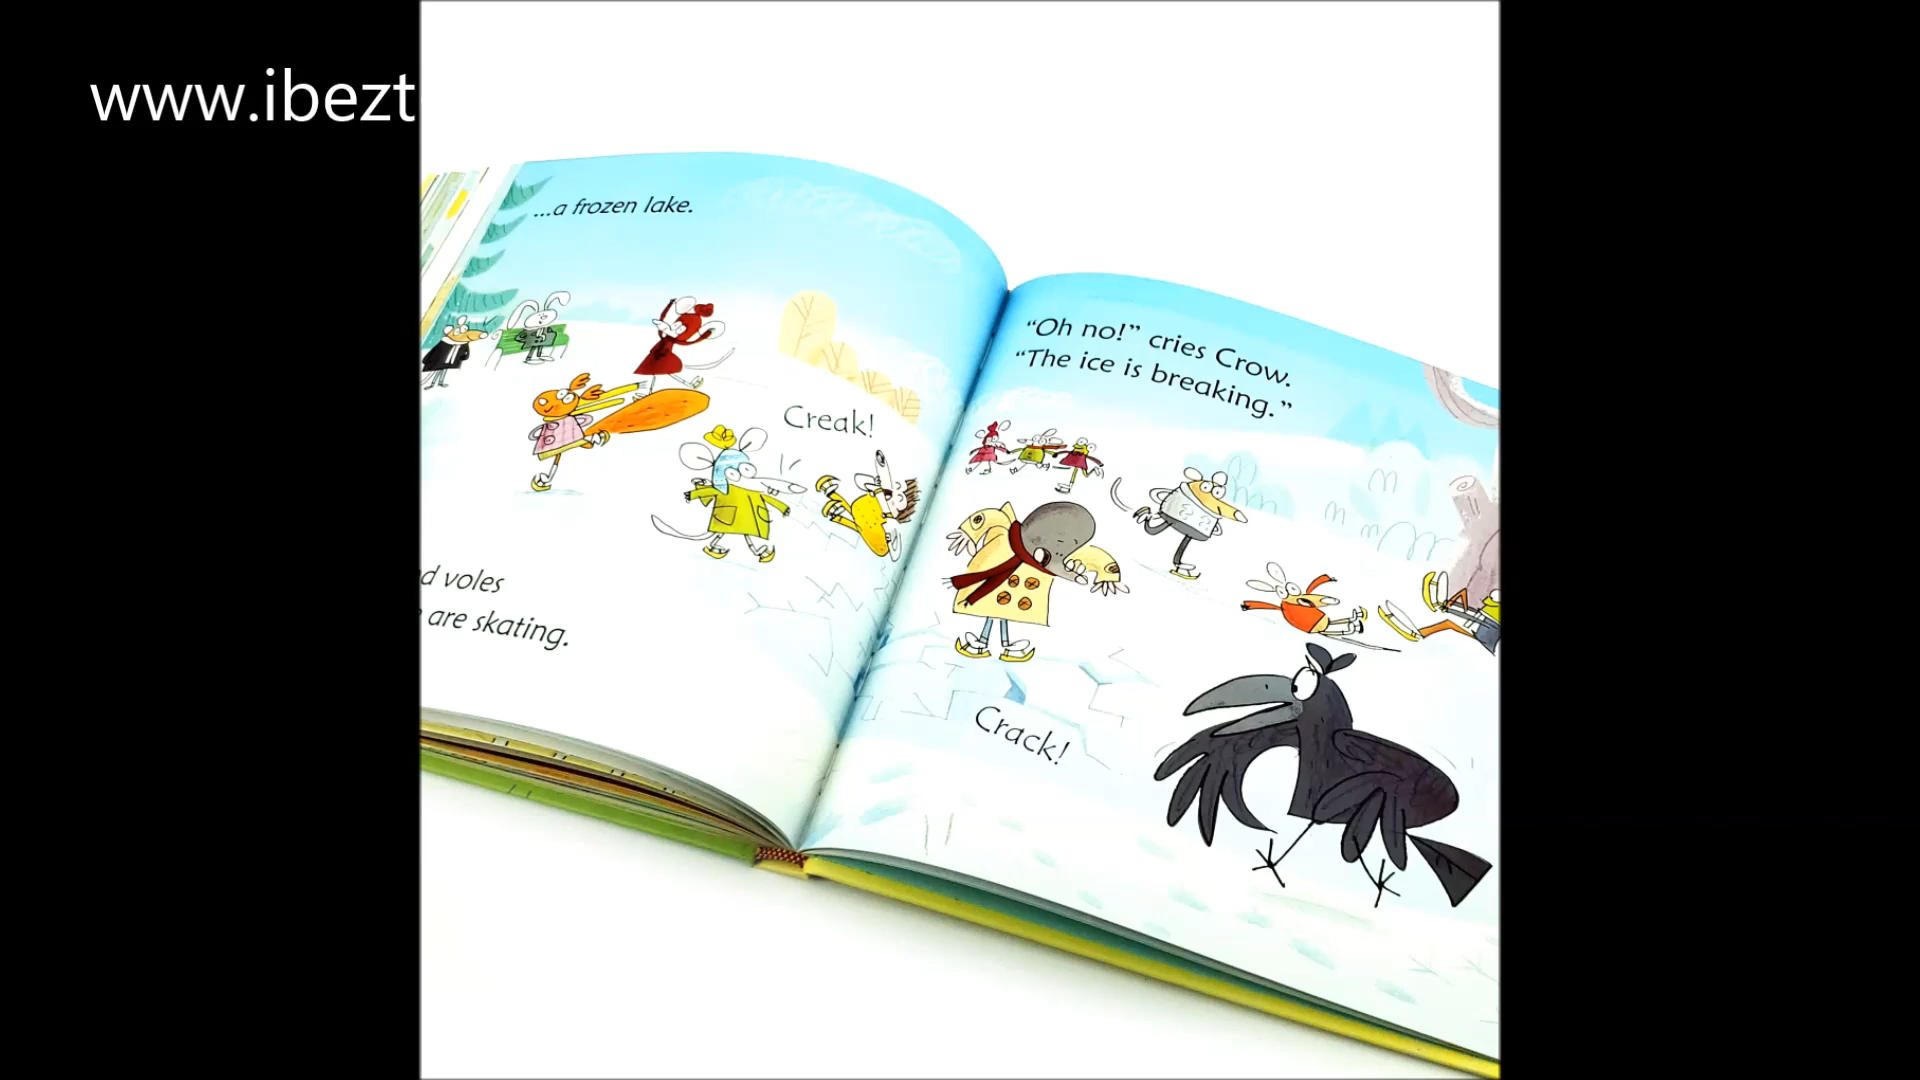 www.ibezt
...a frozen lake.
Creak!
voles
are skating.
“Oh no!” cries Crow.
“The ice is breaking.”
Crack!